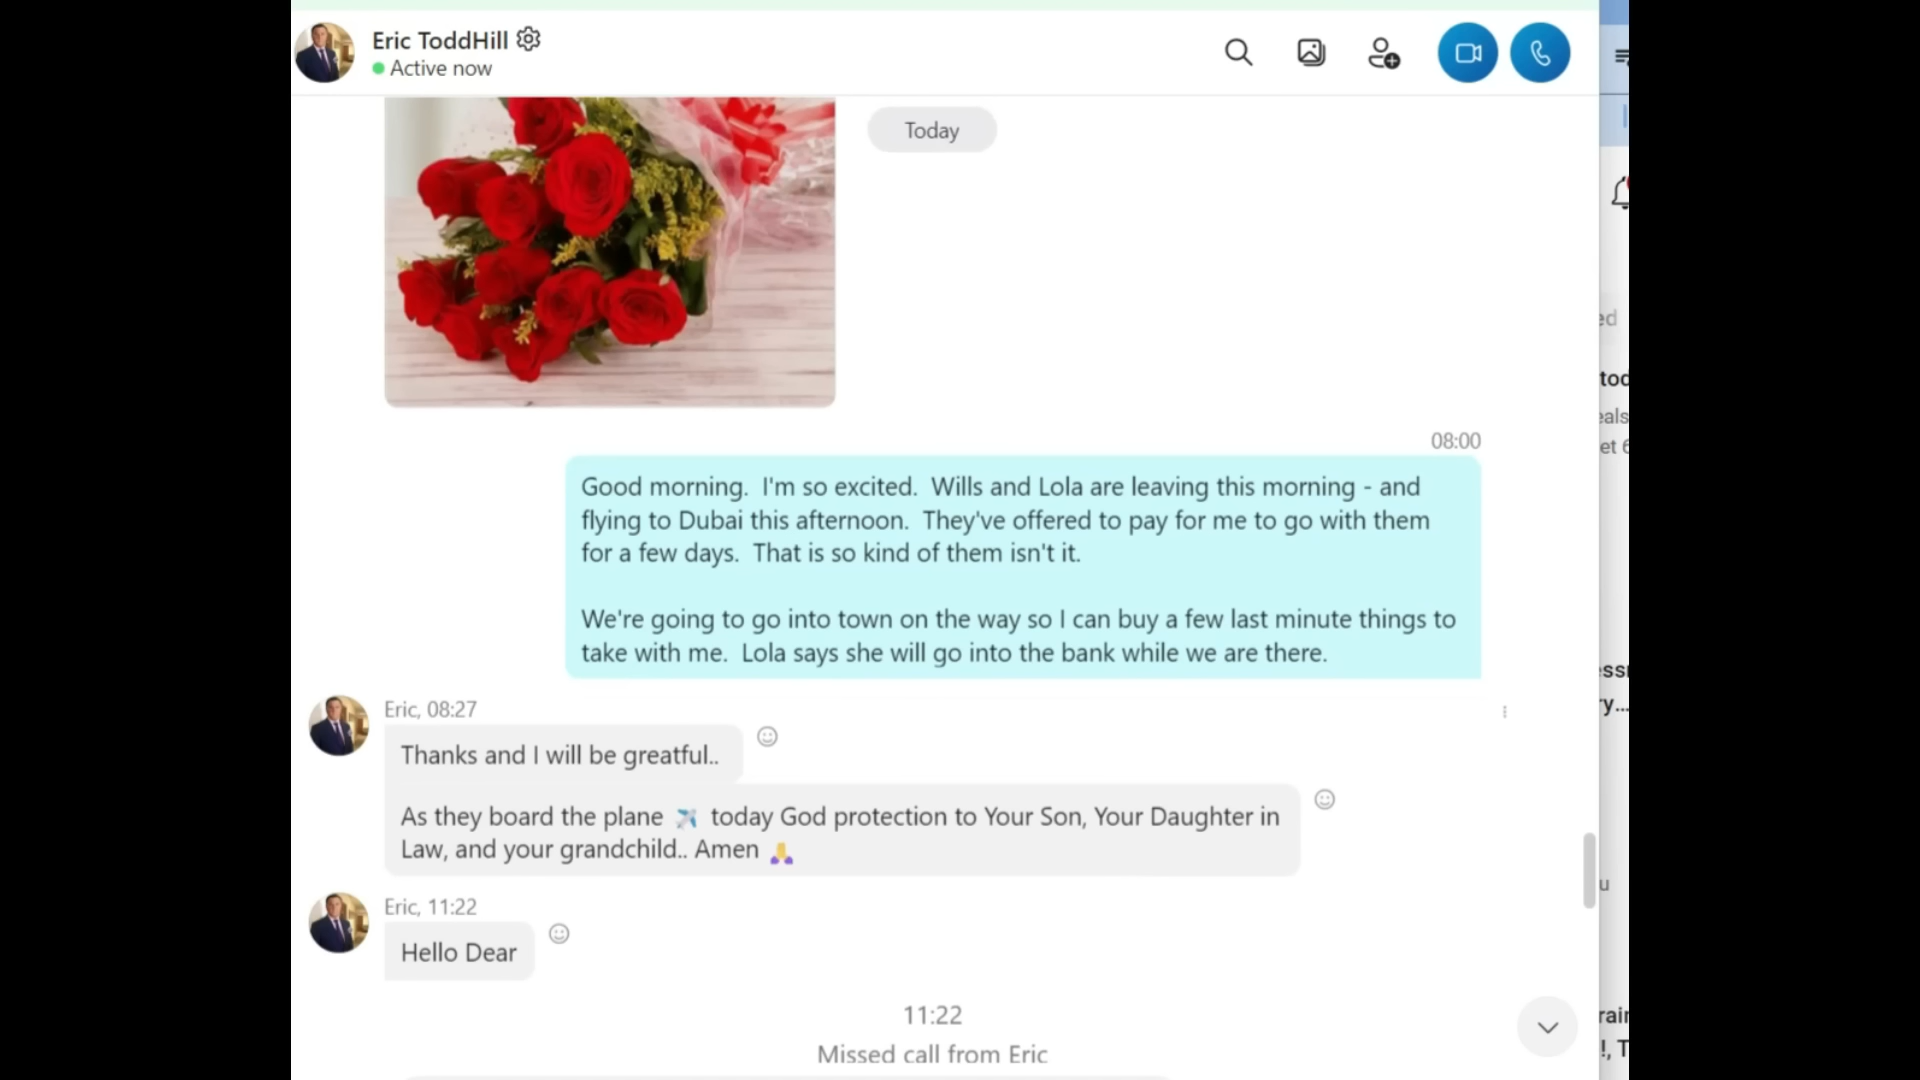 Eric ToddHill
Active now
Today
08:00
Good morning.  I'm so excited.  Wills and Lola are leaving this morning - and
flying to Dubai this afternoon.  They've offered to pay for me to go with them
for a few days.  That is so kind of them isn't it.
We're going to go into town on the way so I can buy a few last minute things to
take with me.  Lola says she will go into the bank while we are there.
Eric, 08:27
Thanks and I will be greatful..
As they board the plane ✈️ today God protection to Your Son, Your Daughter in
Law, and your grandchild.. Amen 🙏
Eric, 11:22
Hello Dear
11:22
Missed call from Eric